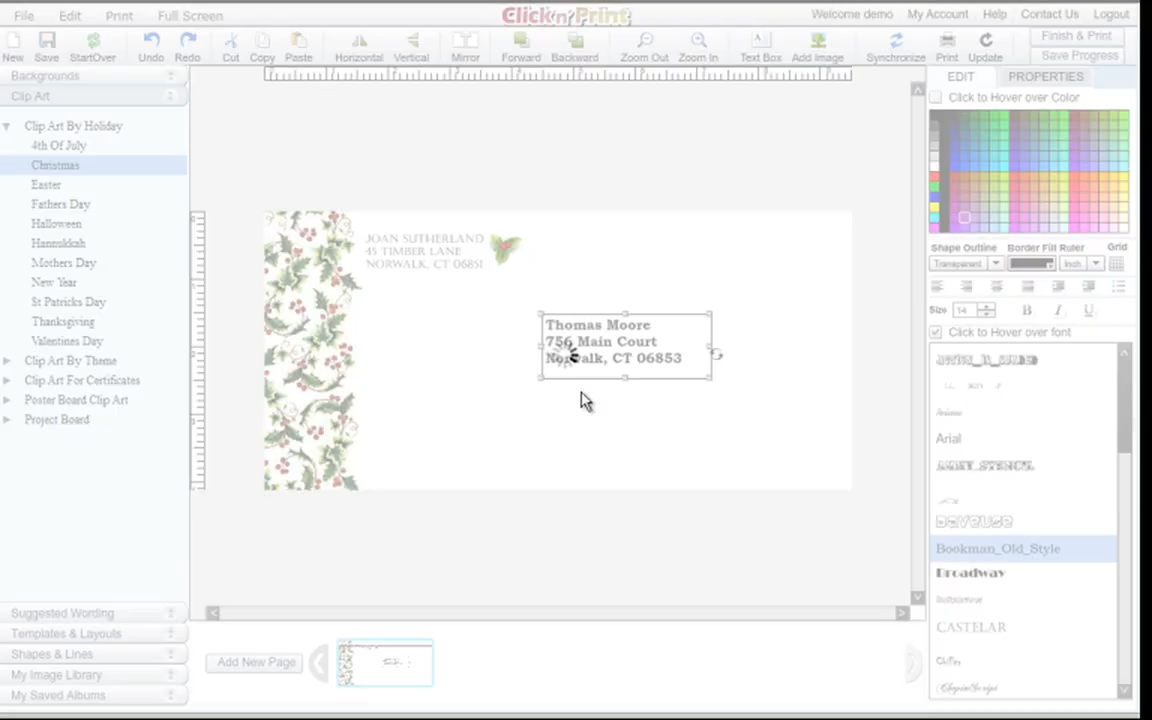 File Edit Print Full Screen
Click'n'Print
Welcome demo My Account Help Contact Us Logout
New Save StartOver Undo Redo Cut Copy Paste Horizontal Vertical Mirror Forward Backward Zoom Out Zoom In Text Box Add Image Synchronize Print Update
Finish & Print
Save Progress
Backgrounds
Clip Art
Clip Art By Holiday
4th Of July
Christmas
Easter
Fathers Day
Halloween
Hannukkah
Mothers Day
New Year
St Patricks Day
Thanksgiving
Valentines Day
Clip Art By Theme
Clip Art For Certificates
Poster Board Clip Art
Project Board
Suggested Wording
Templates & Layouts
Shapes & Lines
My Image Library
My Saved Albums
JOAN SUTHERLAND
45 TIMBER LANE
NORWALK, CT 06851
Thomas Moore
756 Main Court
Norwalk, CT 06853
Add New Page
EDIT PROPERTIES
Click to Hover over Color
Shape Outline Border Fill Ruler Grid
Transparent Inch
Size 14 B I U
Click to Hover over font
Arial
ARMY_STENCIL
Bauhaus
Bookman_Old_Style
Broadway
CASTELAR
Chiller
ChopinScript